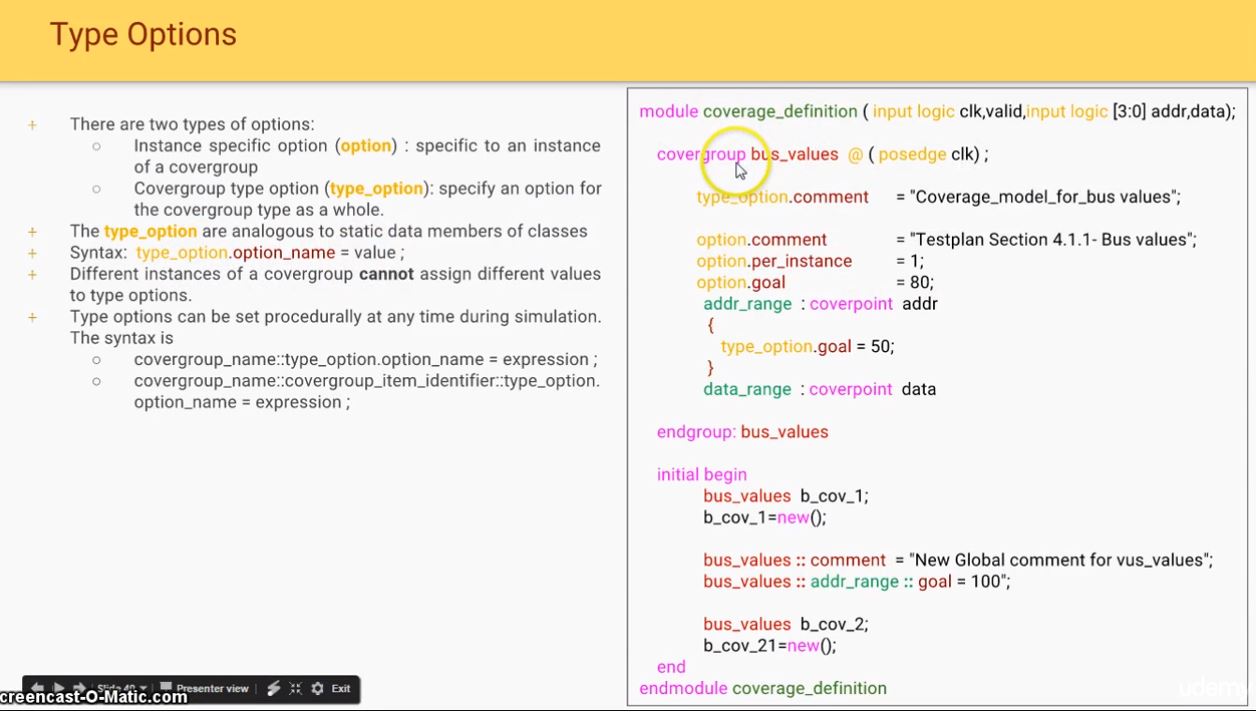 Type Options
+ There are two types of options:
○ Instance specific option (option) : specific to an instance
of a covergroup
○ Covergroup type option (type_option): specify an option for
the covergroup type as a whole.
+ The type_option are analogous to static data members of classes
+ Syntax: type_option.option_name = value ;
+ Different instances of a covergroup cannot assign different values
to type options.
+ Type options can be set procedurally at any time during simulation.
The syntax is
○ covergroup_name::type_option.option_name = expression ;
○ covergroup_name::covergroup_item_identifier::type_option.
option_name = expression ;
module coverage_definition ( input logic clk,valid,input logic [3:0] addr,data);
covergroup bus_values @ ( posedge clk) ;
type_option.comment = "Coverage_model_for_bus values";
option.comment = "Testplan Section 4.1.1- Bus values";
option.per_instance = 1;
option.goal = 80;
addr_range : coverpoint addr
{
type_option.goal = 50;
}
data_range : coverpoint data
endgroup: bus_values
initial begin
bus_values b_cov_1;
b_cov_1=new();
bus_values :: comment = "New Global comment for vus_values";
bus_values :: addr_range :: goal = 100";
bus_values b_cov_2;
b_cov_21=new();
end
endmodule coverage_definition
Presenter view
Exit
creencast-O-Matic.com
udemy